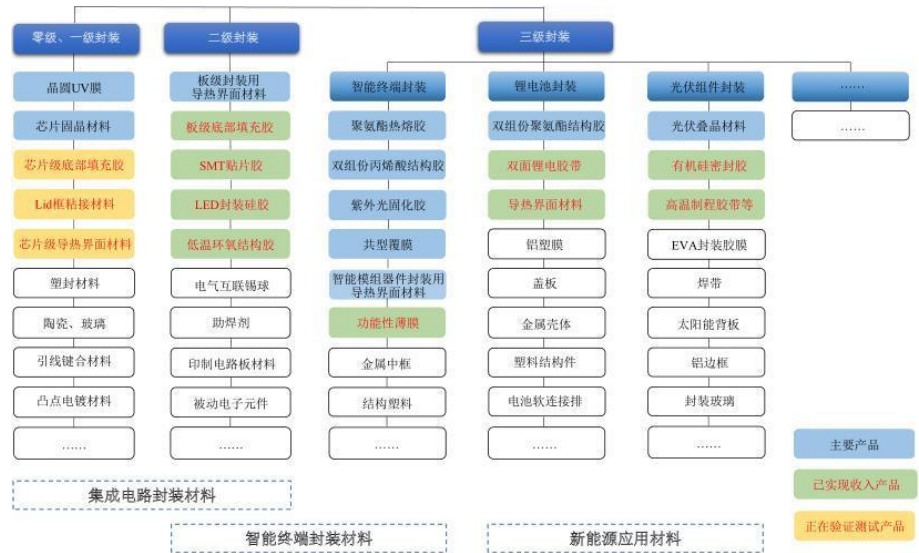 零级、一级封装
二级封装
三级封装
晶圆UV膜
芯片固晶材料
芯片级底部填充胶
Lid框粘接材料
芯片级导热界面材料
塑封材料
陶瓷、玻璃
引线键合材料
凸点电镀材料
……
板级封装用
导热界面材料
板级底部填充胶
SMT贴片胶
LED封装硅胶
低温环氧结构胶
电气互联锡球
助焊剂
印制电路板材料
被动电子元件
……
智能终端封装
聚氨酯热熔胶
双组份丙烯酸结构胶
紫外光固化胶
共型覆膜
智能模组器件封装用
导热界面材料
功能性薄膜
金属中框
结构塑料
……
锂电池封装
双组份聚氨酯结构胶
双面锂电胶带
导热界面材料
铝塑膜
盖板
金属壳体
塑料结构件
电池软连接排
……
光伏组件封装
光伏叠晶材料
有机硅密封胶
高温制程胶带等
EVA封装胶膜
焊带
太阳能背板
铝边框
封装玻璃
……
……
……
主要产品
已实现收入产品
正在验证测试产品
集成电路封装材料
智能终端封装材料
新能源应用材料